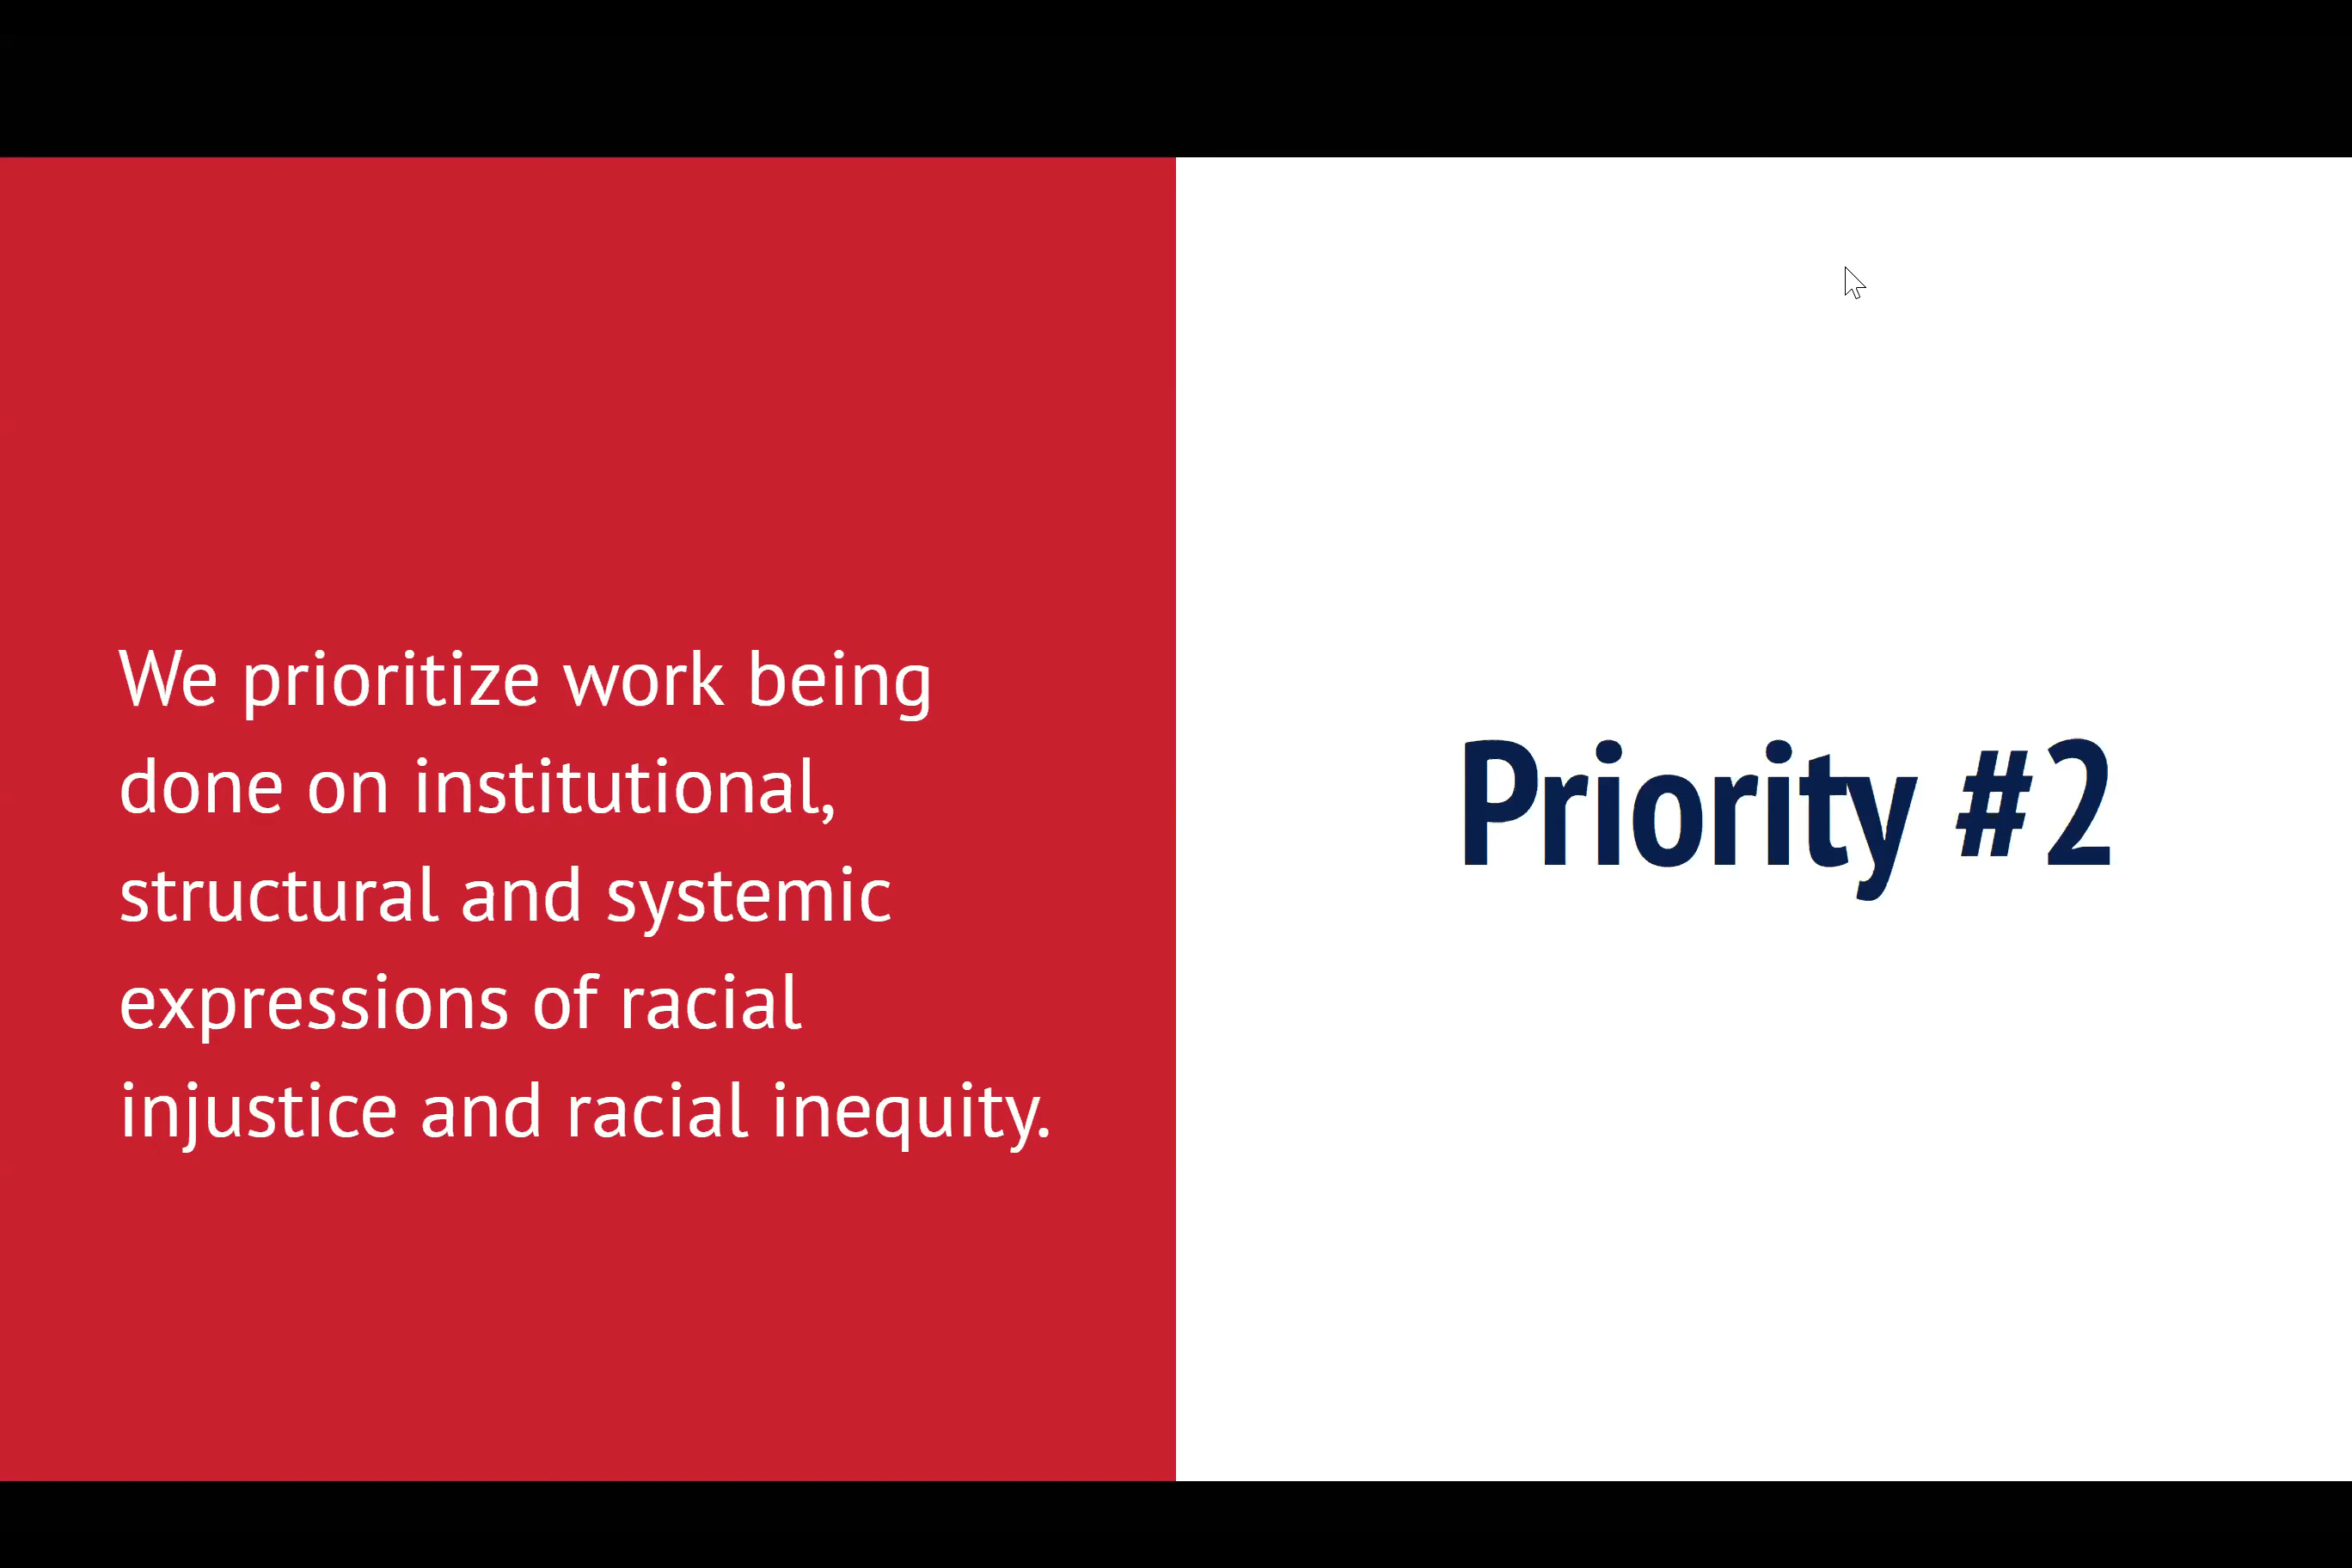 We prioritize work being
done on institutional,
structural and systemic
expressions of racial
injustice and racial inequity.
Priority #2